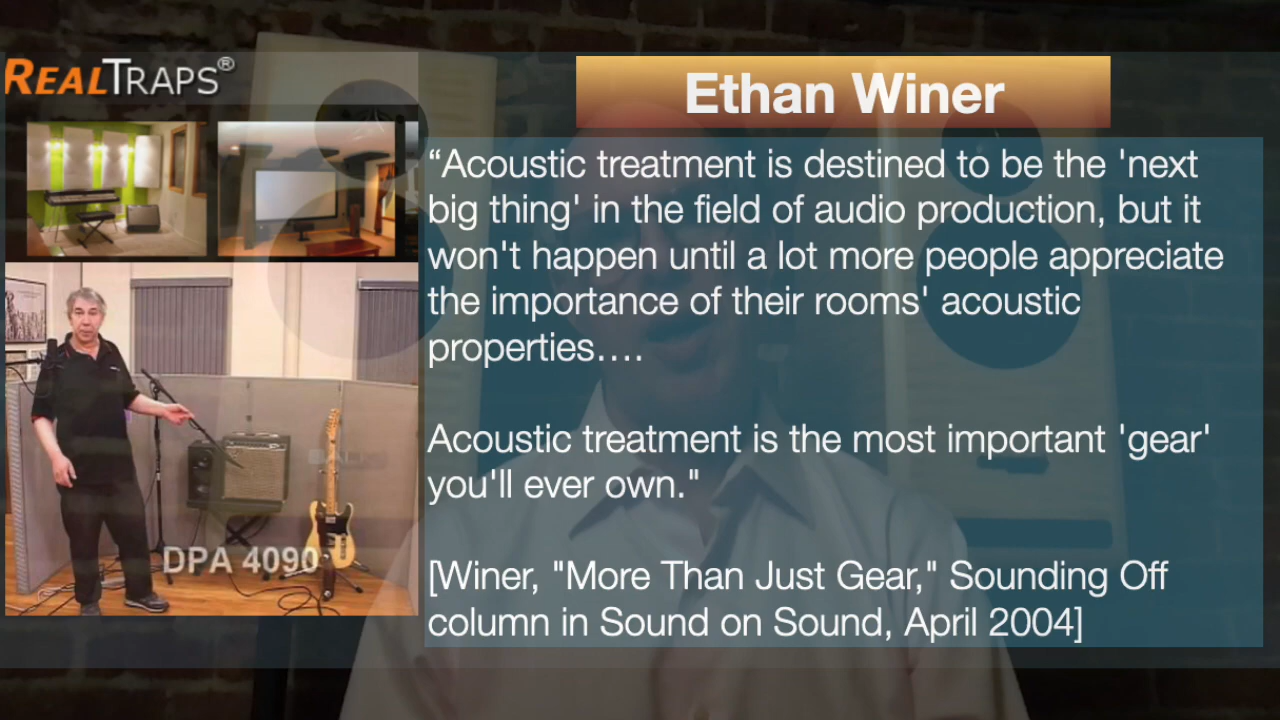 REALTRAPS®
Ethan Winer
“Acoustic treatment is destined to be the 'next
big thing' in the field of audio production, but it
won't happen until a lot more people appreciate
the importance of their rooms' acoustic
properties….
Acoustic treatment is the most important 'gear'
you'll ever own."
[Winer, "More Than Just Gear," Sounding Off
column in Sound on Sound, April 2004]
DPA 4090